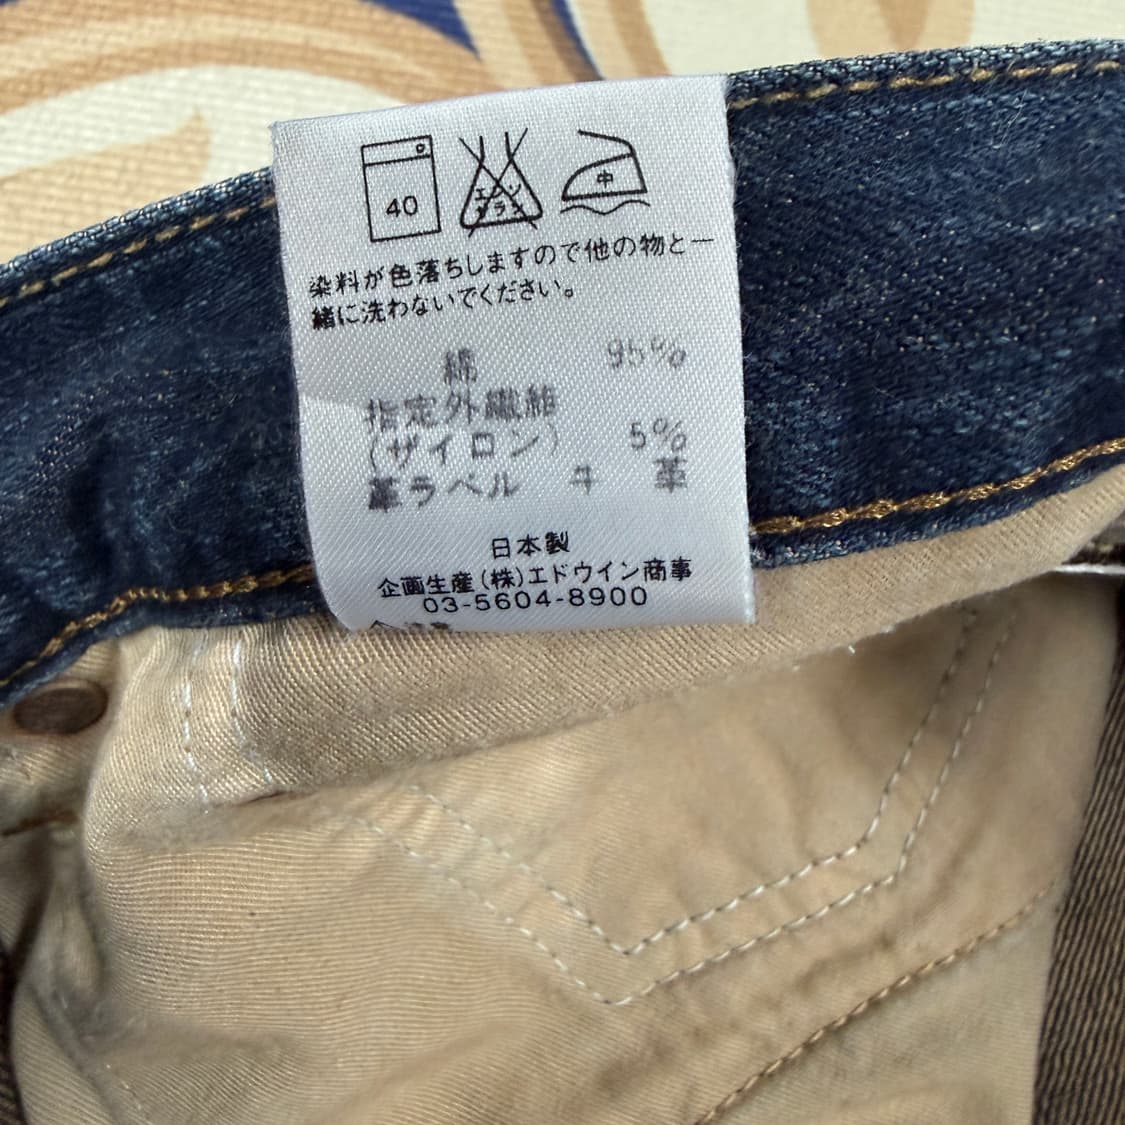 40
エンソ
サラシ
中
染料が色落ちしますので他の物と一
緒に洗わないでください。
綿 95%
指定外繊維
(ザイロン) 5%
革ラベル 牛 革
日本製
企画生産(株)エドウイン商事
03-5604-8900